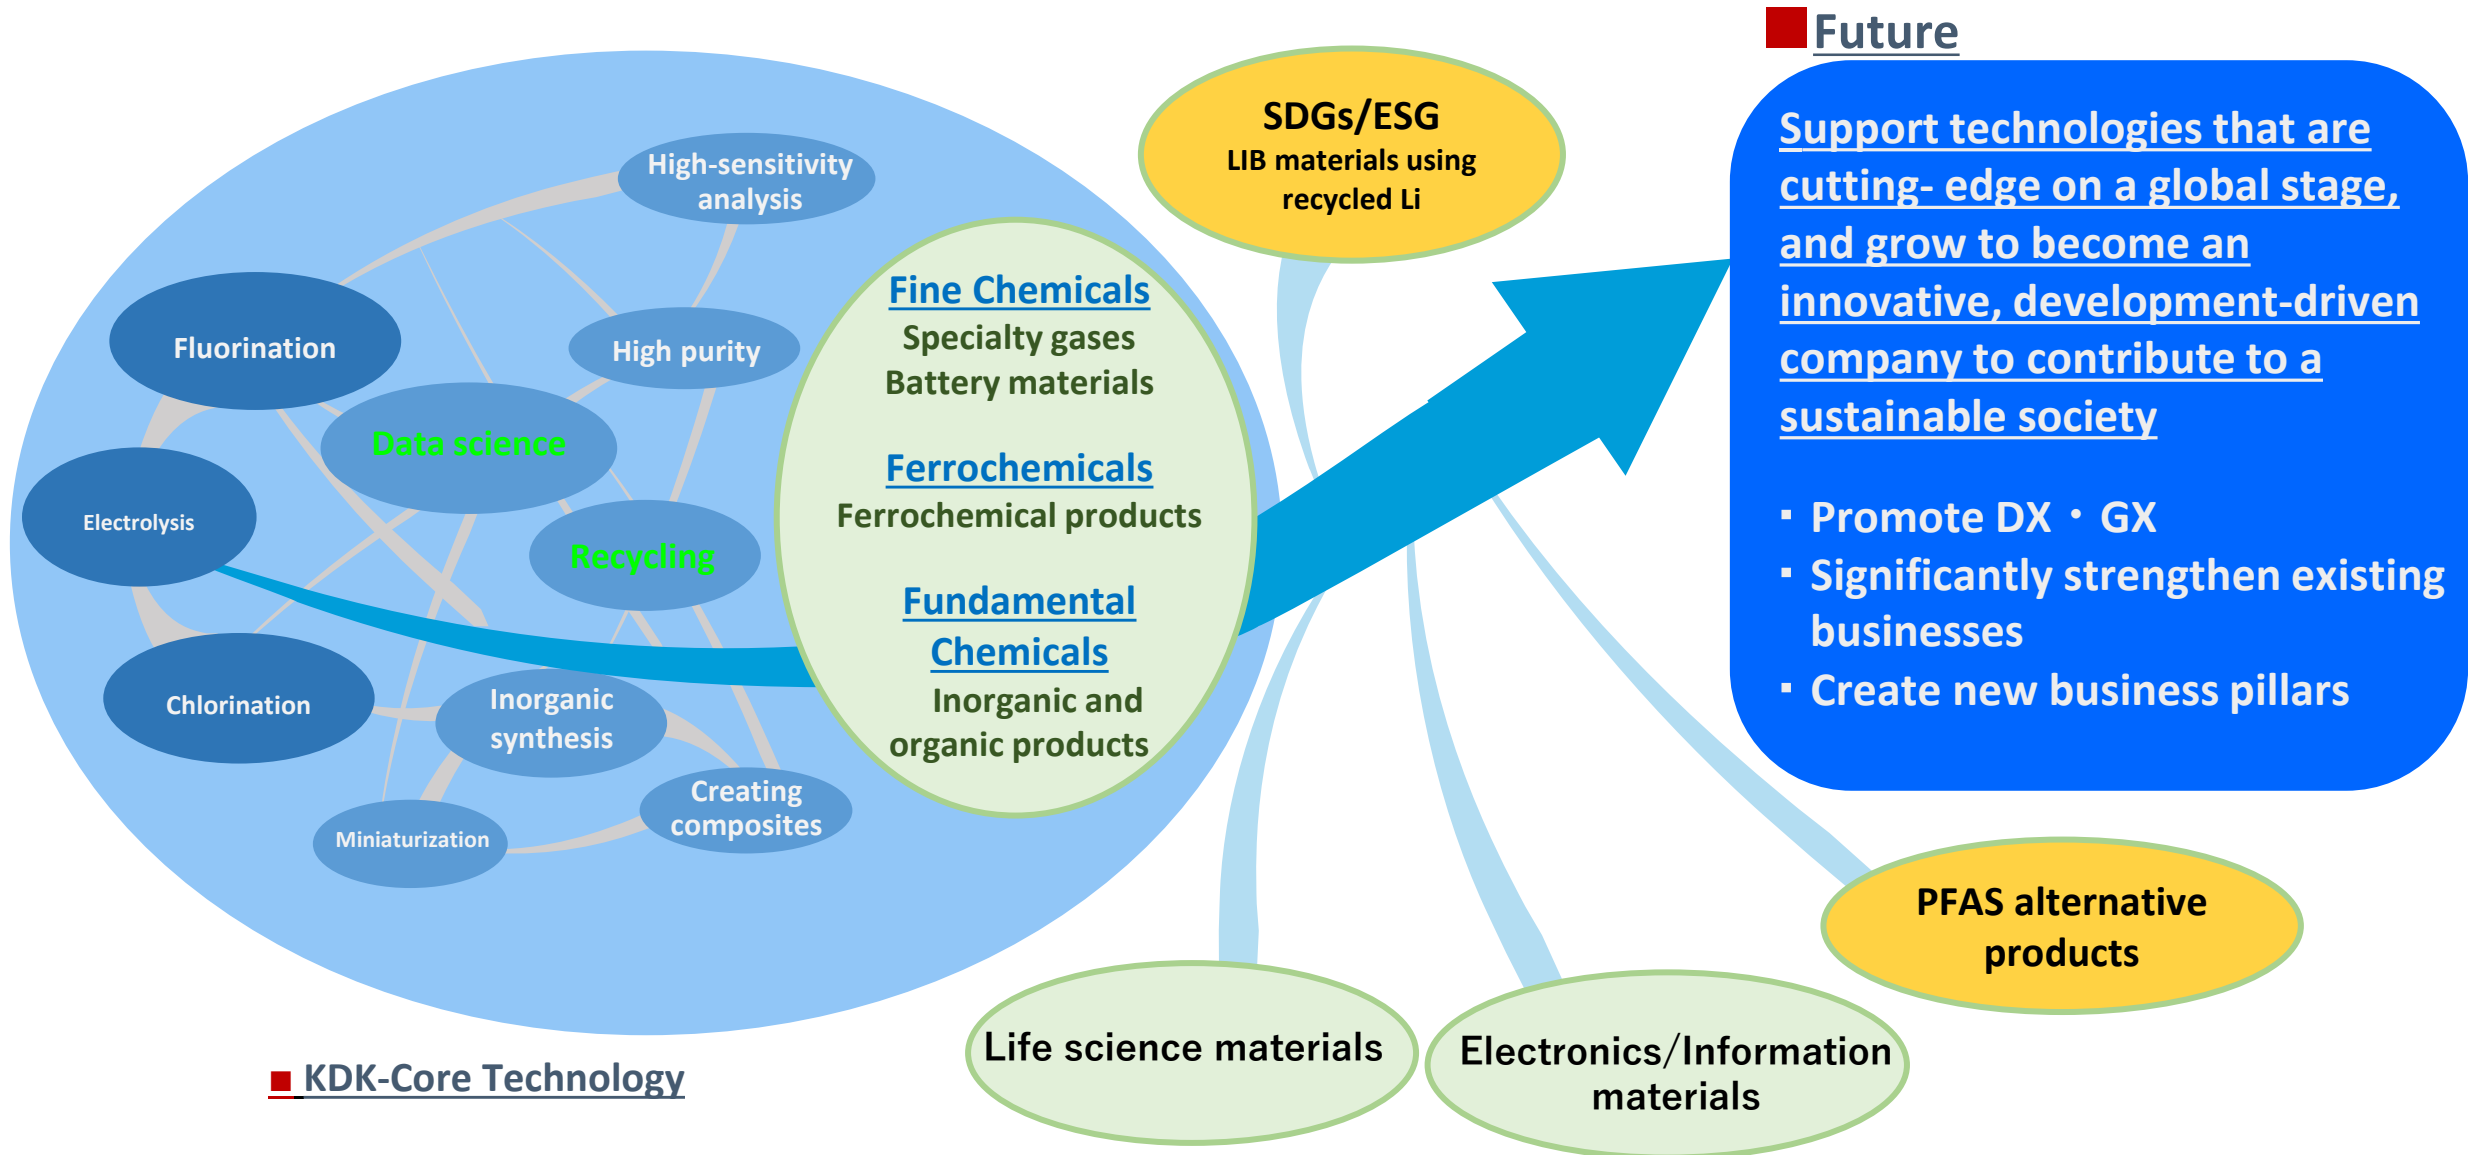 ■Future
Support technologies that are
cutting- edge on a global stage,
and grow to become an
innovative, development-driven
company to contribute to a
sustainable society
▪ Promote DX・GX
▪ Significantly strengthen existing
businesses
▪ Create new business pillars
SDGs/ESG
LIB materials using
recycled Li
High-sensitivity
analysis
Fluorination
High purity
Data science
Electrolysis
Recycling
Chlorination
Inorganic
synthesis
Creating
composites
Miniaturization
Fine Chemicals
Specialty gases
Battery materials
Ferrochemicals
Ferrochemical products
Fundamental
Chemicals
Inorganic and
organic products
PFAS alternative
products
Life science materials
Electronics/Information
materials
■ KDK-Core Technology